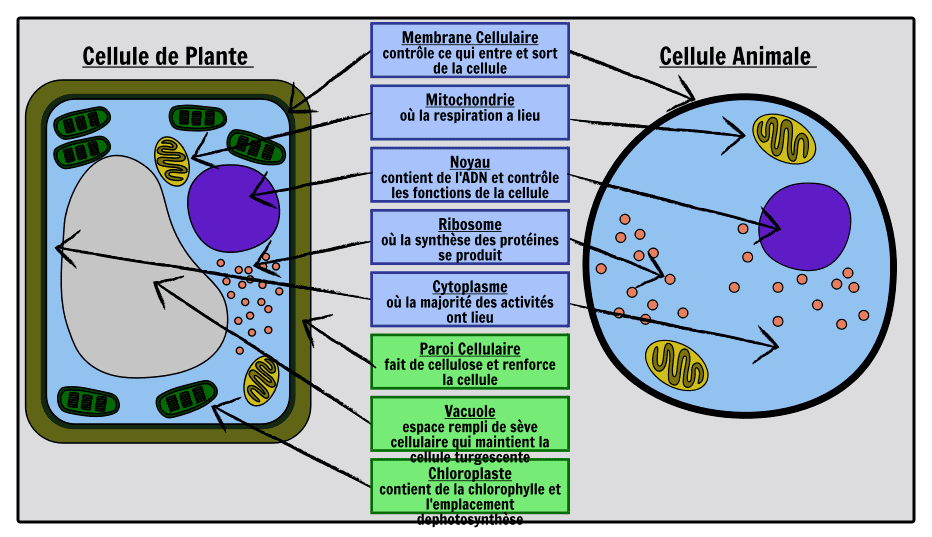 Cellule de Plante
Cellule Animale
Membrane Cellulaire
contrôle ce qui entre et sort
de la cellule
Mitochondrie
où la respiration a lieu
Noyau
contient de l'ADN et contrôle
les fonctions de la cellule
Ribosome
où la synthèse des protéines
se produit
Cytoplasme
où la majorité des activités
ont lieu
Paroi Cellulaire
fait de cellulose et renforce
la cellule
Vacuole
espace rempli de sève
cellulaire qui maintient la
cellule turgescente
Chloroplaste
contient de la chlorophylle et
l'emplacement
dephotosynthèse